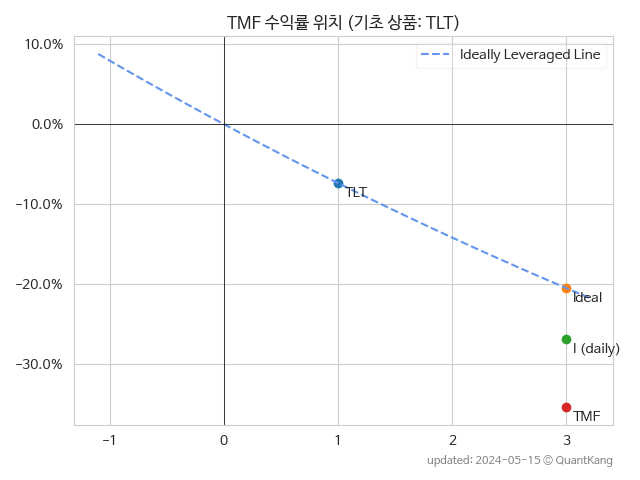 TMF 수익률 위치 (기초 상품: TLT)
Ideally Leveraged Line
10.0%
0.0%
−10.0%
−20.0%
−30.0%
TLT
Ideal
I (daily)
TMF
−1
0
1
2
3
updated: 2024-05-15 © QuantKang